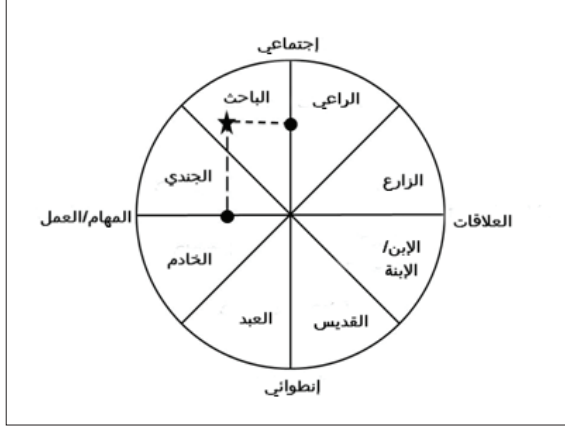 إجتماعي
الراعي
الباحث
الزارع
الجندي
العلاقات
المهام/العمل
الإبن/
الإبنة
الخادم
القديس
العبد
إنطوائي